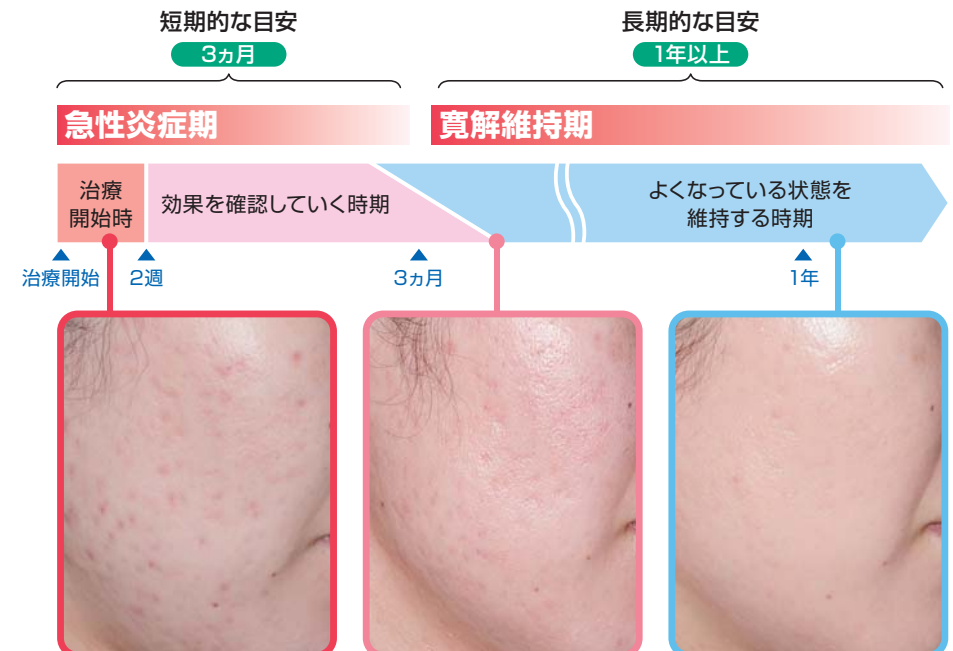 短期的な目安
3ヵ月
長期的な目安
1年以上
急性炎症期
寛解維持期
治療
開始時
効果を確認していく時期
よくなっている状態を
維持する時期
治療開始
2週
3ヵ月
1年